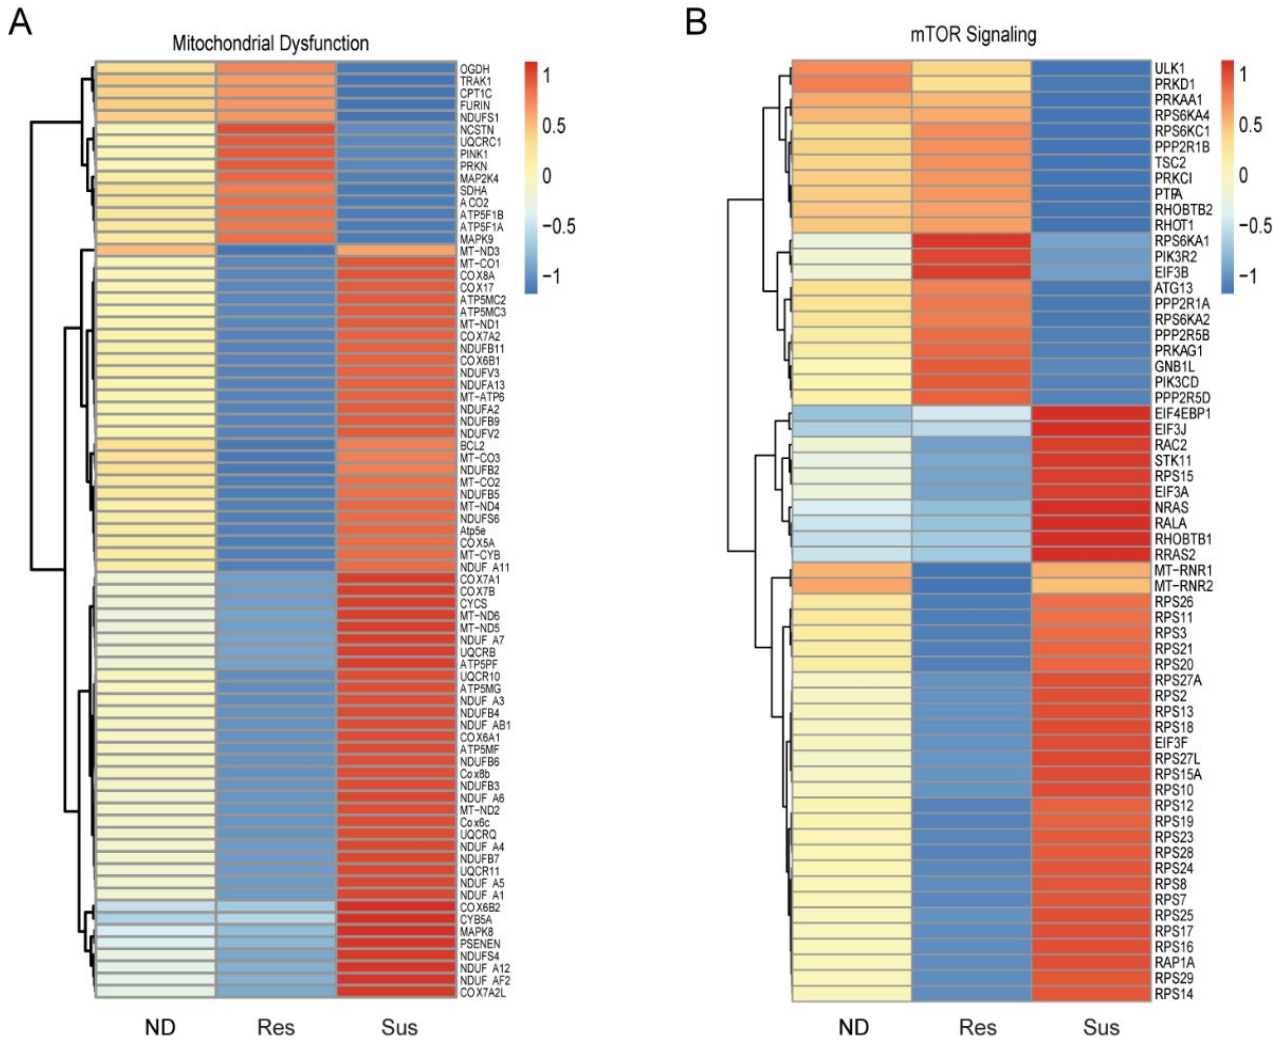 A
Mitochondrial Dysfunction
OGDH
TRAK1
CPT1C
FURIN
NDUFS1
NCSTN
UQCRC1
PINK1
PRKN
MAP2K4
SDHA
ACO2
ATP5F1B
ATP5F1A
MAPK9
MT-ND3
MT-CO1
COX8A
COX17
ATP5MC2
ATP5MC3
MT-ND1
COX7A2
NDUFB11
COX6B1
NDUFV3
NDUFA13
MT-ATP6
NDUFA2
NDUFB9
NDUFV2
BCL2
MT-CO3
NDUFB2
MT-CO2
NDUFB5
MT-ND4
NDUFS6
Atp5e
COX5A
MT-CYB
NDUF A11
COX7A1
COX7B
CYCS
MT-ND6
MT-ND5
NDUF A7
UQCRB
ATP5PF
UQCR10
ATP5MG
NDUF A3
NDUFB4
NDUF AB1
COX6A1
ATP5MF
NDUFB6
Cox8b
NDUFB3
NDUF A6
MT-ND2
Cox6c
UQCRQ
NDUF A4
NDUFB7
UQCR11
NDUF A5
NDUF A1
COX6B2
CYB5A
MAPK8
PSENEN
NDUFS4
NDUF A12
NDUF AF2
COX7A2L
1
0.5
0
−0.5
−1
ND Res Sus
B
mTOR Signaling
ULK1
PRKD1
PRKAA1
RPS6KA4
RPS6KC1
PPP2R1B
TSC2
PRKCI
PTPA
RHOBTB2
RHOT1
RPS6KA1
PIK3R2
EIF3B
ATG13
PPP2R1A
RPS6KA2
PPP2R5B
PRKAG1
GNB1L
PIK3CD
PPP2R5D
EIF4EBP1
EIF3J
RAC2
STK11
RPS15
EIF3A
NRAS
RALA
RHOBTB1
RRAS2
MT-RNR1
MT-RNR2
RPS26
RPS11
RPS3
RPS21
RPS20
RPS27A
RPS2
RPS13
RPS18
EIF3F
RPS27L
RPS15A
RPS10
RPS12
RPS19
RPS23
RPS28
RPS24
RPS8
RPS7
RPS25
RPS17
RPS16
RAP1A
RPS29
RPS14
1
0.5
0
−0.5
−1
ND Res Sus